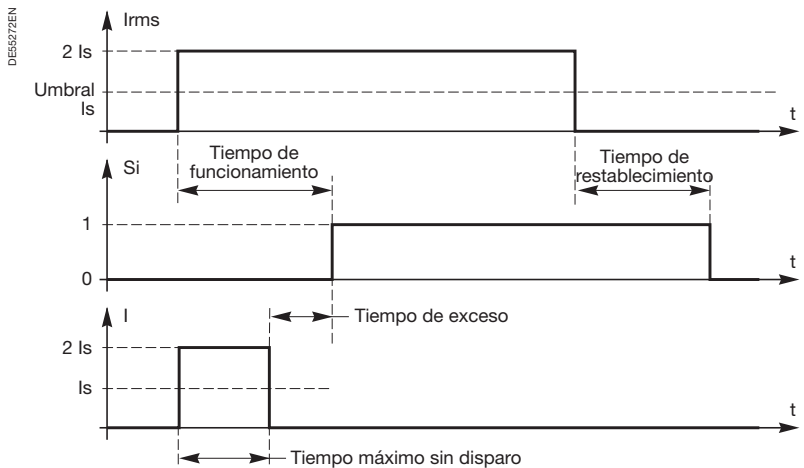 DE55272EN
Irms
2 Is
Umbral
Is
t
Tiempo de
funcionamiento
Tiempo de
restablecimiento
Si
1
0
t
I
Tiempo de exceso
2 Is
Is
t
Tiempo máximo sin disparo